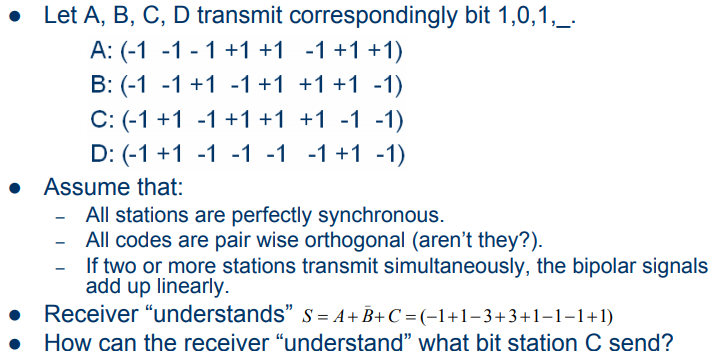 • Let A, B, C, D transmit correspondingly bit 1,0,1,_.
A: (-1 -1 - 1 +1 +1 -1 +1 +1)
B: (-1 -1 +1 -1 +1 +1 +1 -1)
C: (-1 +1 -1 +1 +1 +1 -1 -1)
D: (-1 +1 -1 -1 -1 -1 +1 -1)
• Assume that:
– All stations are perfectly synchronous.
– All codes are pair wise orthogonal (aren't they?).
– If two or more stations transmit simultaneously, the bipolar signals
add up linearly.
• Receiver “understands” S = A + B̄ + C = (−1+1−3+3+1−1−1+1)
• How can the receiver “understand” what bit station C send?